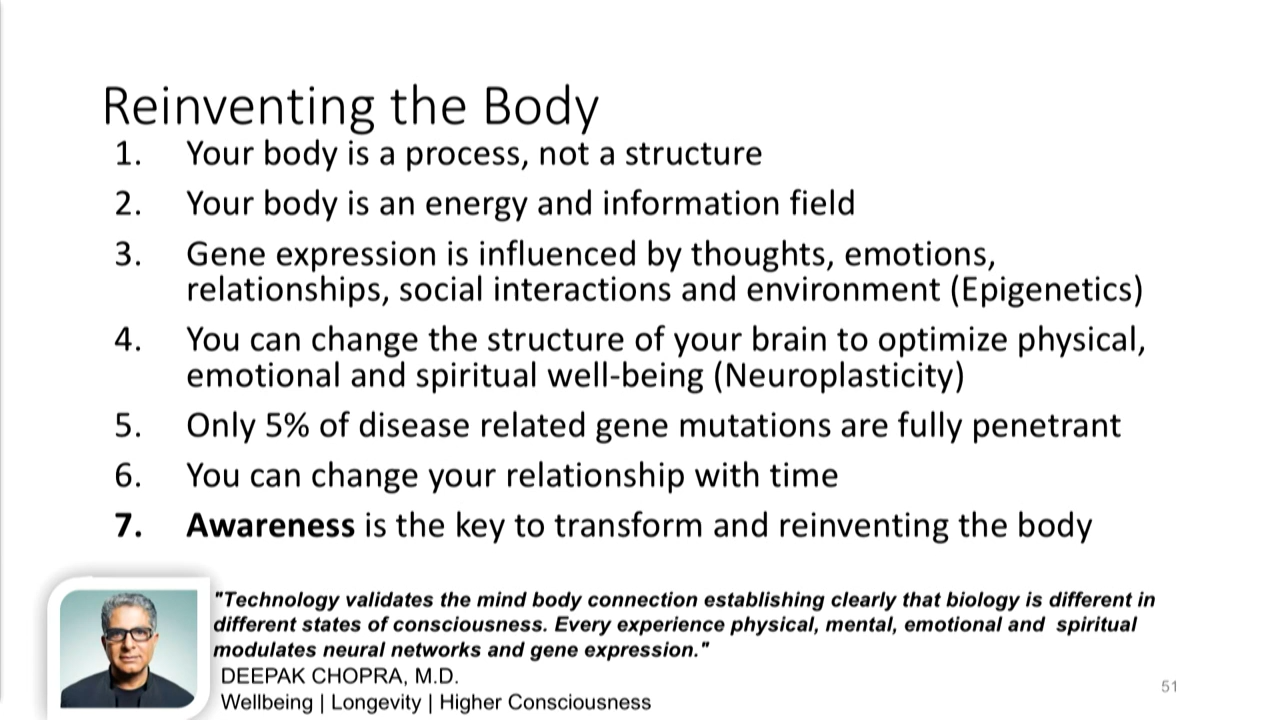 Reinventing the Body
1. Your body is a process, not a structure
2. Your body is an energy and information field
3. Gene expression is influenced by thoughts, emotions,
relationships, social interactions and environment (Epigenetics)
4. You can change the structure of your brain to optimize physical,
emotional and spiritual well-being (Neuroplasticity)
5. Only 5% of disease related gene mutations are fully penetrant
6. You can change your relationship with time
7. Awareness is the key to transform and reinventing the body
"Technology validates the mind body connection establishing clearly that biology is different in
different states of consciousness. Every experience physical, mental, emotional and spiritual
modulates neural networks and gene expression."
DEEPAK CHOPRA, M.D.
Wellbeing | Longevity | Higher Consciousness
51